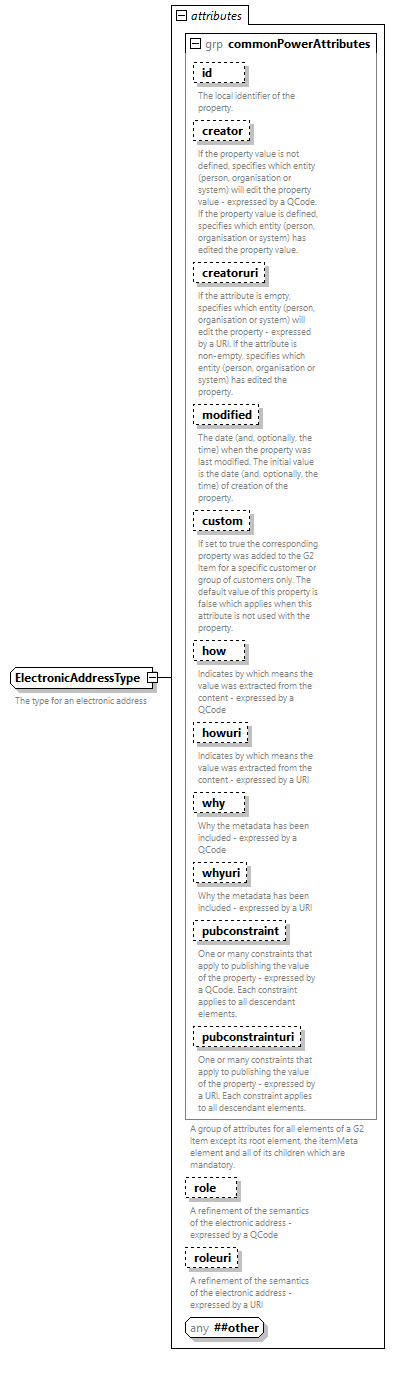 attributes
grp commonPowerAttributes
id
The local identifier of the
property.
creator
If the property value is not
defined, specifies which entity
(person, organisation or
system) will edit the property
value - expressed by a QCode.
If the property value is defined,
specifies which entity (person,
organisation or system) has
edited the property value.
creatoruri
If the attribute is empty,
specifies which entity (person,
organisation or system) will
edit the property - expressed
by a URI. If the attribute is
non-empty, specifies which
entity (person, organisation or
system) has edited the
property.
modified
The date (and, optionally, the
time) when the property was
last modified. The initial value
is the date (and, optionally, the
time) of creation of the
property.
custom
If set to true the corresponding
property was added to the G2
Item for a specific customer or
group of customers only. The
default value of this property is
false which applies when this
attribute is not used with the
property.
how
Indicates by which means the
value was extracted from the
content - expressed by a
QCode
ElectronicAddressType
The type for an electronic address
howuri
Indicates by which means the
value was extracted from the
content - expressed by a URI
why
Why the metadata has been
included - expressed by a
QCode
whyuri
Why the metadata has been
included - expressed by a URI
pubconstraint
One or many constraints that
apply to publishing the value
of the property - expressed by
a QCode. Each constraint
applies to all descendant
elements.
pubconstrainturi
One or many constraints that
apply to publishing the value
of the property - expressed by
a URI. Each constraint applies
to all descendant elements.
A group of attributes for all elements of a G2
Item except its root element, the itemMeta
element and all of its children which are
mandatory.
role
A refinement of the semantics
of the electronic address -
expressed by a QCode
roleuri
A refinement of the semantics
of the electronic address -
expressed by a URI
any ##other